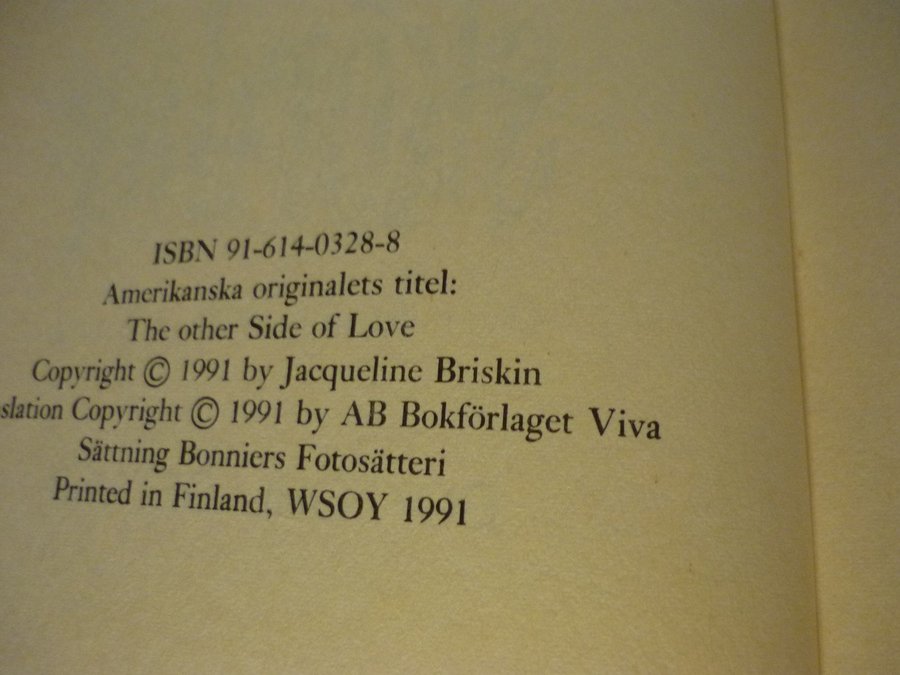 ISBN 91-614-0328-8
Amerikanska originalets titel:
The other Side of Love
Copyright © 1991 by Jacqueline Briskin
slation Copyright © 1991 by AB Bokförlaget Viva
Sättning Bonniers Fotosätteri
Printed in Finland, WSOY 1991